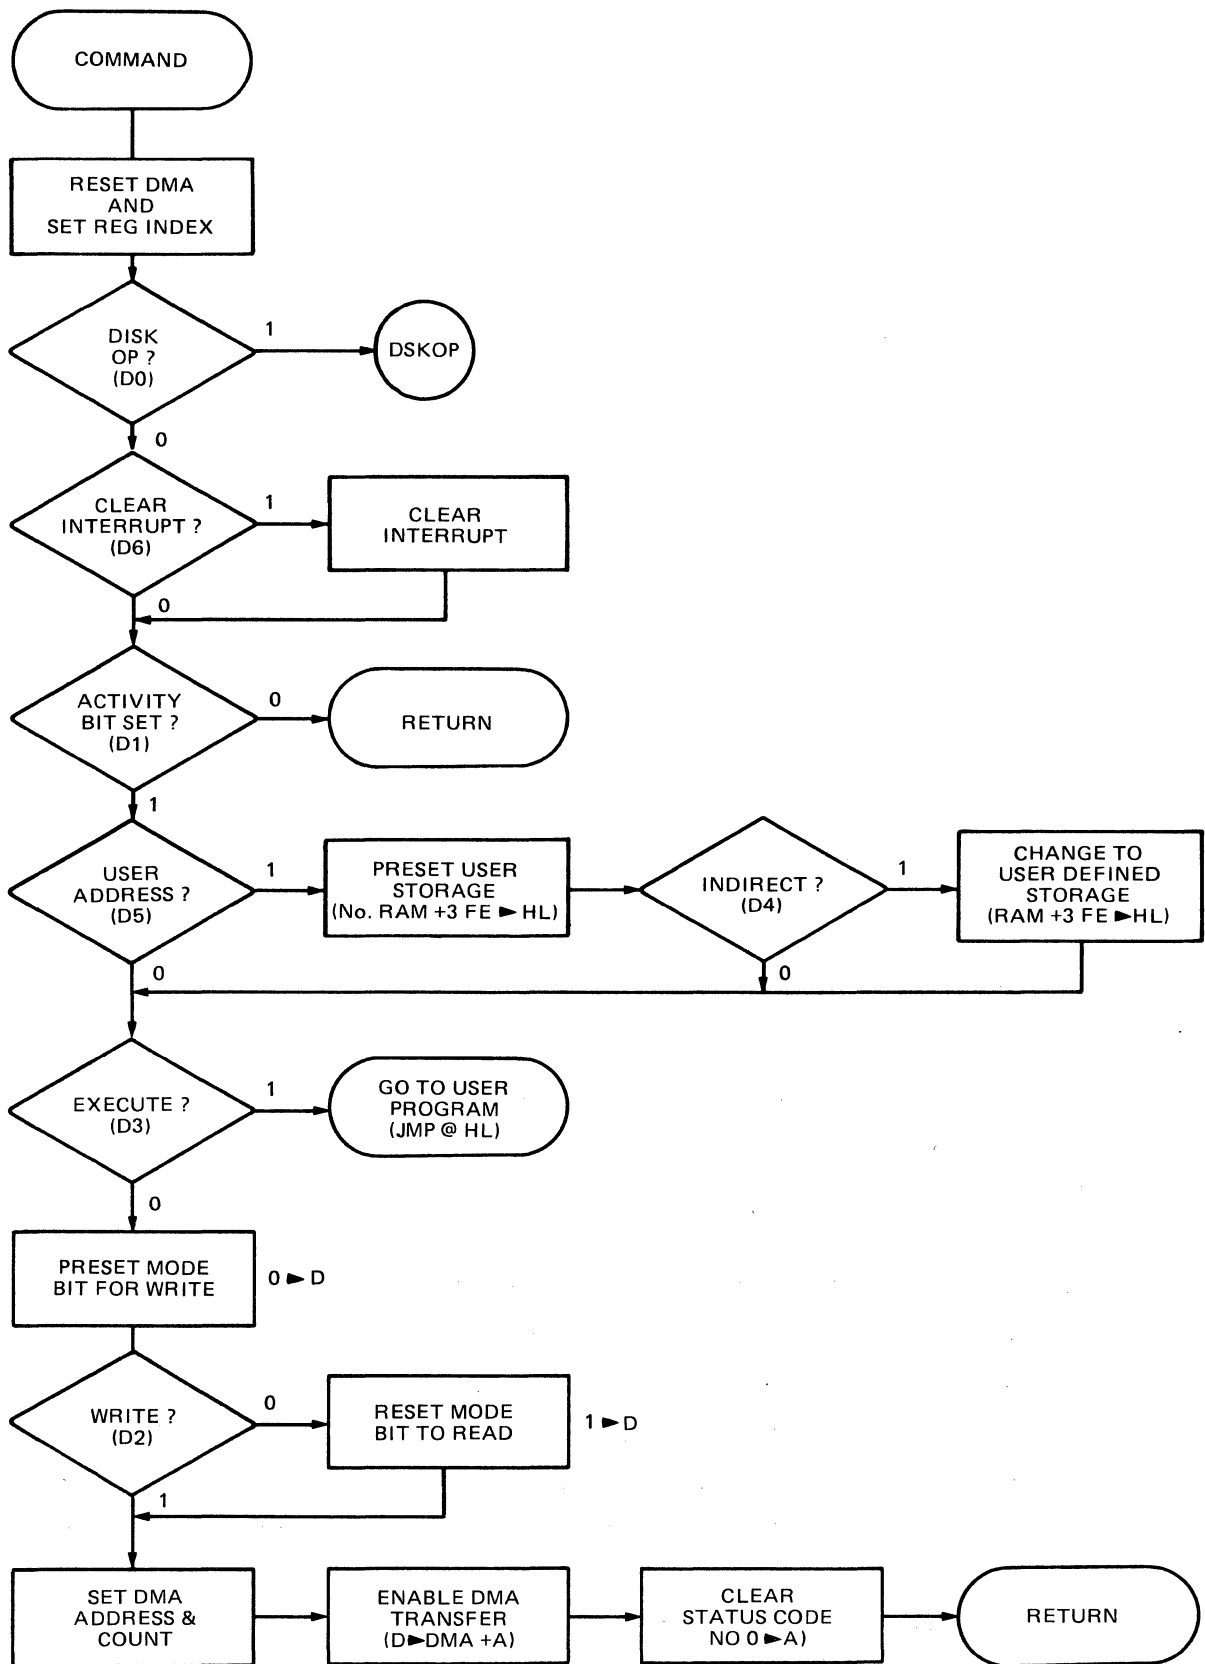 COMMAND
RESET DMA
AND
SET REG INDEX
DISK
OP ?
(D0)
1
DSKOP
0
CLEAR
INTERRUPT ?
(D6)
1
CLEAR
INTERRUPT
0
ACTIVITY
BIT SET ?
(D1)
0
RETURN
1
USER
ADDRESS ?
(D5)
1
PRESET USER
STORAGE
(No. RAM +3 FE ► HL)
INDIRECT ?
(D4)
1
CHANGE TO
USER DEFINED
STORAGE
(RAM +3 FE ►HL)
0
0
EXECUTE ?
(D3)
1
GO TO USER
PROGRAM
(JMP @ HL)
0
PRESET MODE
BIT FOR WRITE
0 ► D
WRITE ?
(D2)
0
RESET MODE
BIT TO READ
1 ► D
1
SET DMA
ADDRESS &
COUNT
ENABLE DMA
TRANSFER
(D►DMA +A)
CLEAR
STATUS CODE
NO 0 ► A)
RETURN